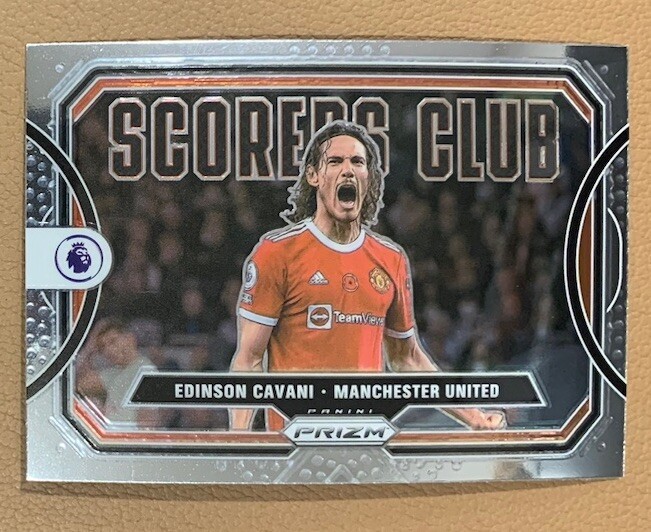 SCORERS CLUB
TeamViewer
EDINSON CAVANI · MANCHESTER UNITED
PANINI
PRIZM